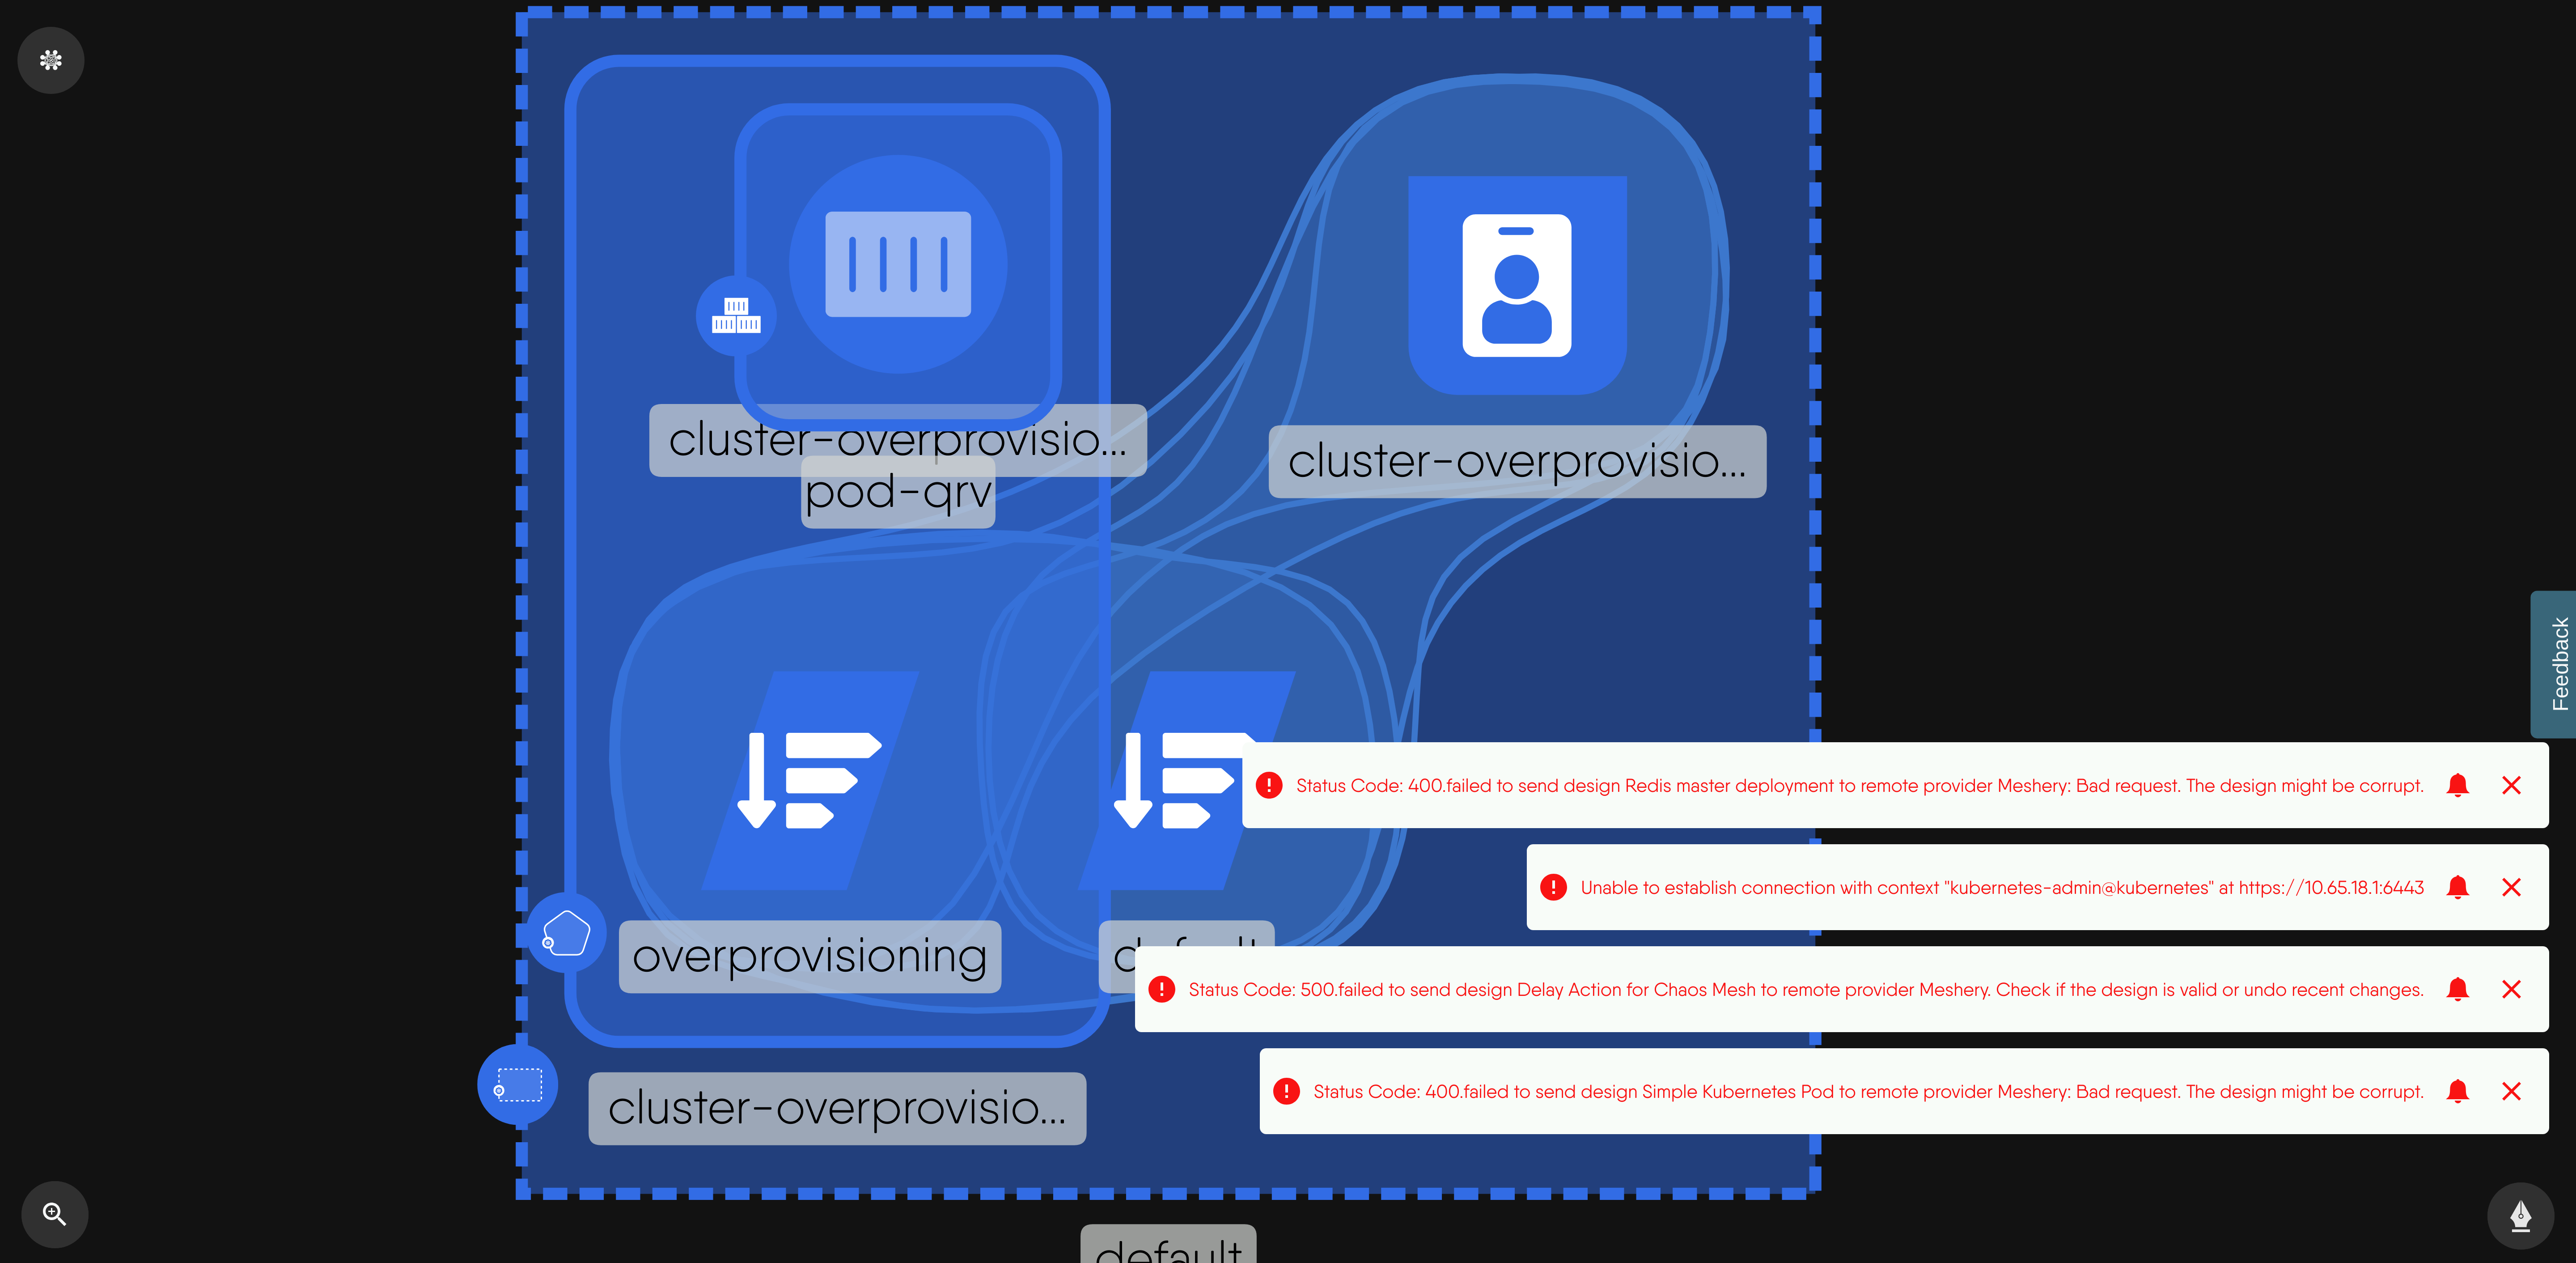 cluster-overprovisio...
pod-qrv
cluster-overprovisio...
Feedback
Status Code: 400.failed to send design Redis master deployment to remote provider Meshery: Bad request. The design might be corrupt.
Unable to establish connection with context "kubernetes-admin@kubernetes" at https://10.65.18.1:6443
overprovisioning
default
Status Code: 500.failed to send design Delay Action for Chaos Mesh to remote provider Meshery. Check if the design is valid or undo recent changes.
Status Code: 400.failed to send design Simple Kubernetes Pod to remote provider Meshery: Bad request. The design might be corrupt.
cluster-overprovisio...
default